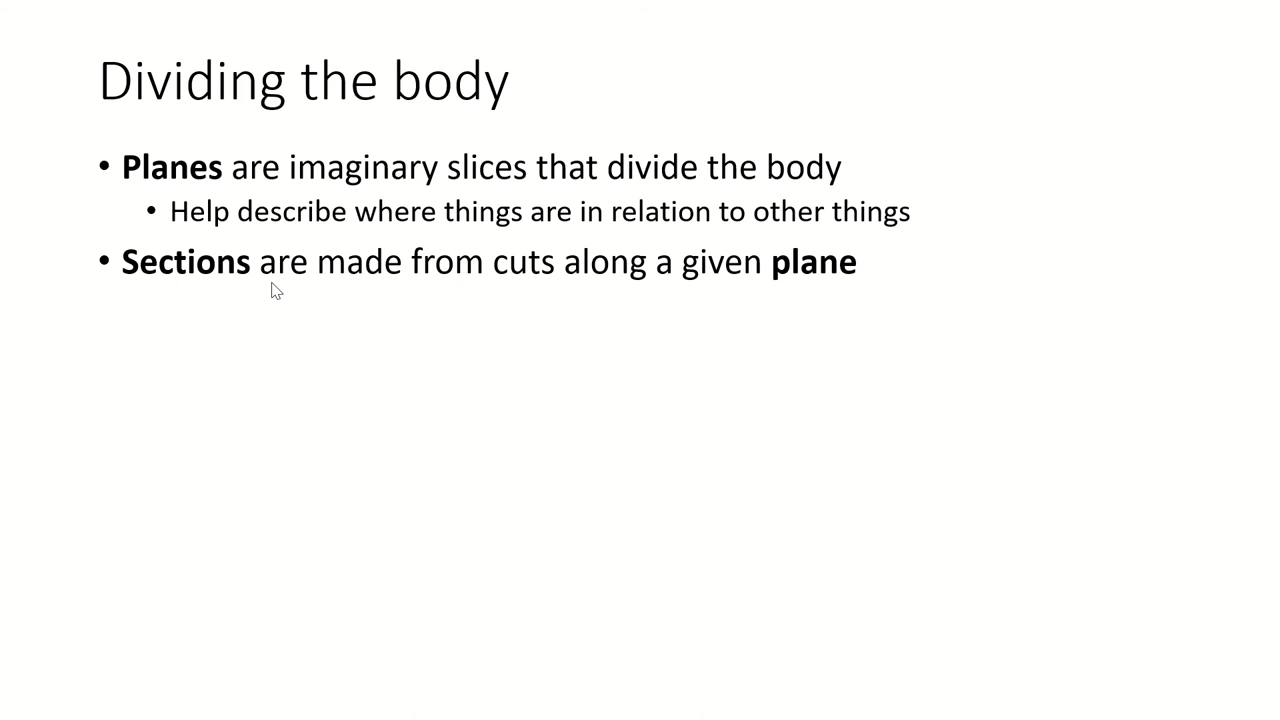 Dividing the body
• Planes are imaginary slices that divide the body
• Help describe where things are in relation to other things
• Sections are made from cuts along a given plane